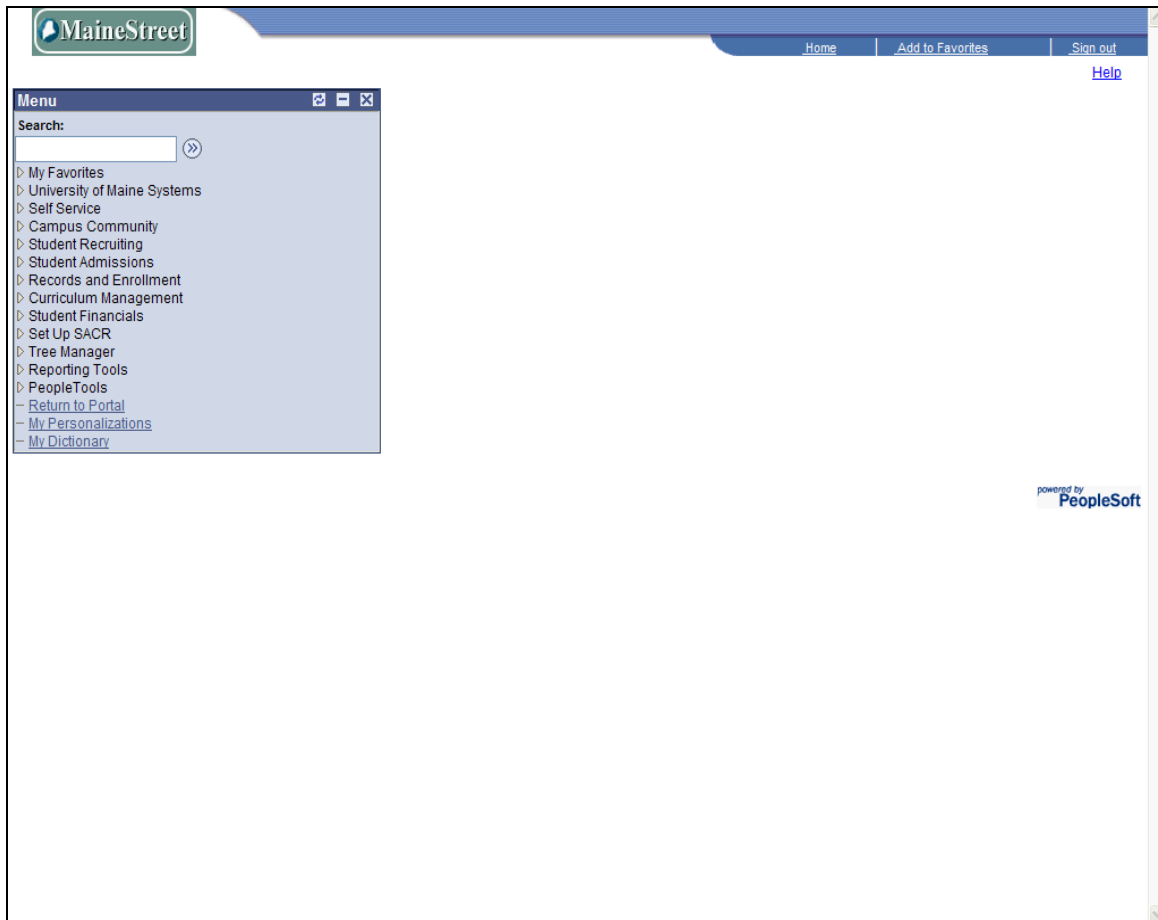 MaineStreet
Home Add to Favorites Sign out
Help
Menu
Search:
My Favorites
University of Maine Systems
Self Service
Campus Community
Student Recruiting
Student Admissions
Records and Enrollment
Curriculum Management
Student Financials
Set Up SACR
Tree Manager
Reporting Tools
PeopleTools
Return to Portal
My Personalizations
My Dictionary
powered by
PeopleSoft